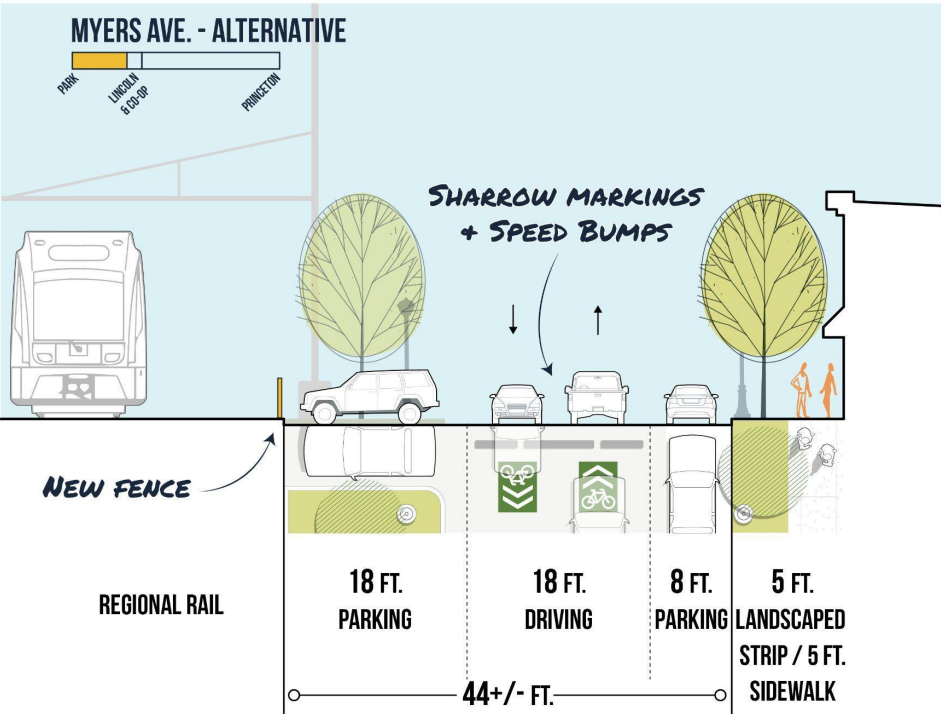 MYERS AVE. - ALTERNATIVE
PARK
LINCOLN
& CO-OP
PRINCETON
SHARROW MARKINGS
& SPEED BUMPS
NEW FENCE
REGIONAL RAIL
18 FT.
PARKING
18 FT.
DRIVING
8 FT.
PARKING
5 FT.
LANDSCAPED
STRIP / 5 FT.
SIDEWALK
44+/- FT.